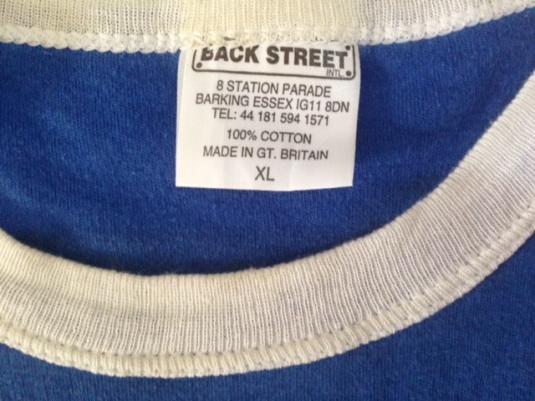 BACK STREET
INTL.
8 STATION PARADE
BARKING ESSEX IG11 8DN
TEL: 44 181 594 1571
100% COTTON
MADE IN GT. BRITAIN
XL